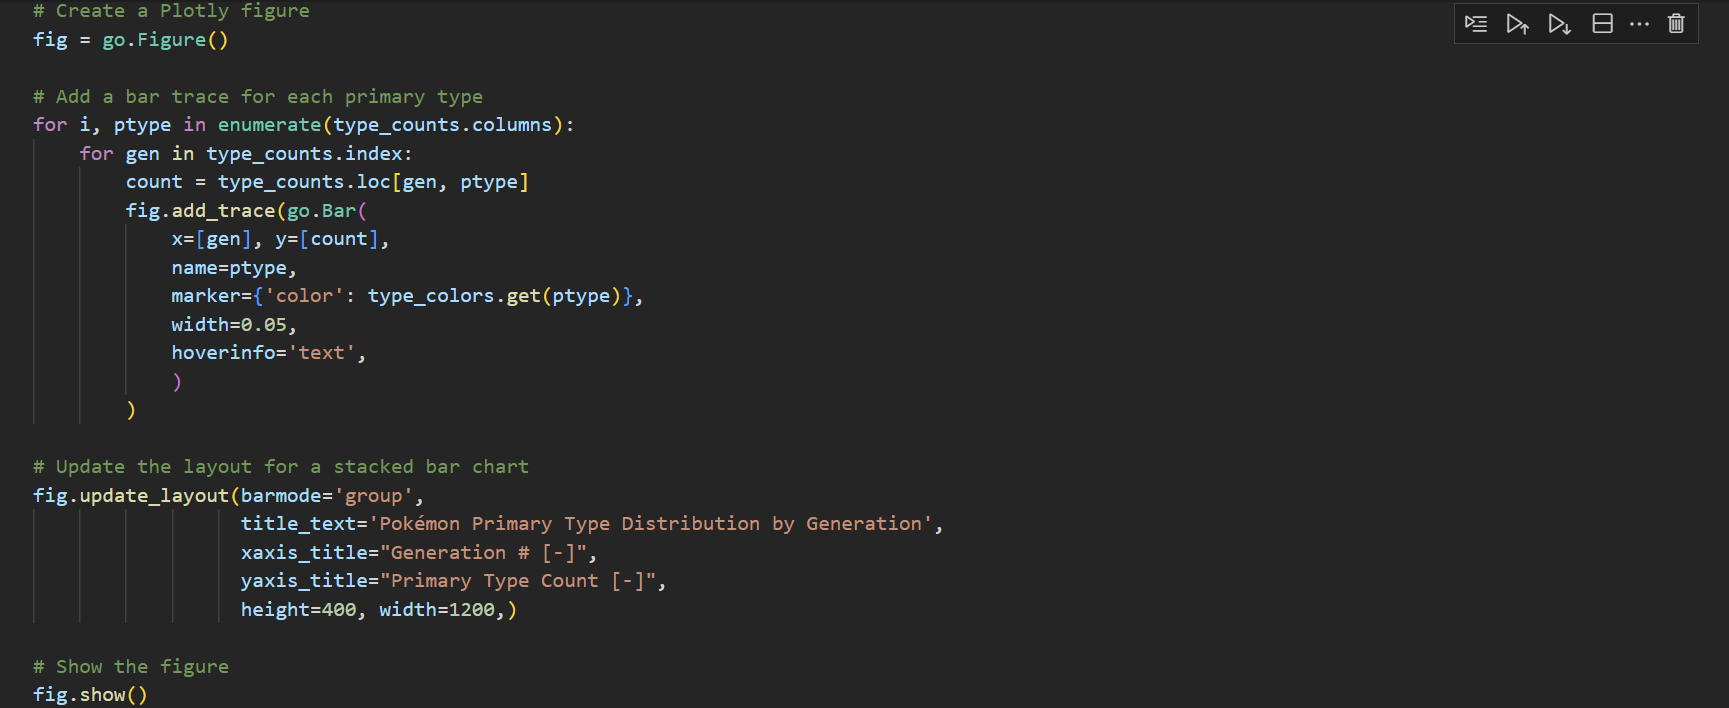 # Create a Plotly figure
fig = go.Figure()
# Add a bar trace for each primary type
for i, ptype in enumerate(type_counts.columns):
for gen in type_counts.index:
count = type_counts.loc[gen, ptype]
fig.add_trace(go.Bar(
x=[gen], y=[count],
name=ptype,
marker={'color': type_colors.get(ptype)},
width=0.05,
hoverinfo='text',
)
)
# Update the layout for a stacked bar chart
fig.update_layout(barmode='group',
title_text='Pokémon Primary Type Distribution by Generation',
xaxis_title="Generation # [-]",
yaxis_title="Primary Type Count [-]",
height=400, width=1200,)
# Show the figure
fig.show()